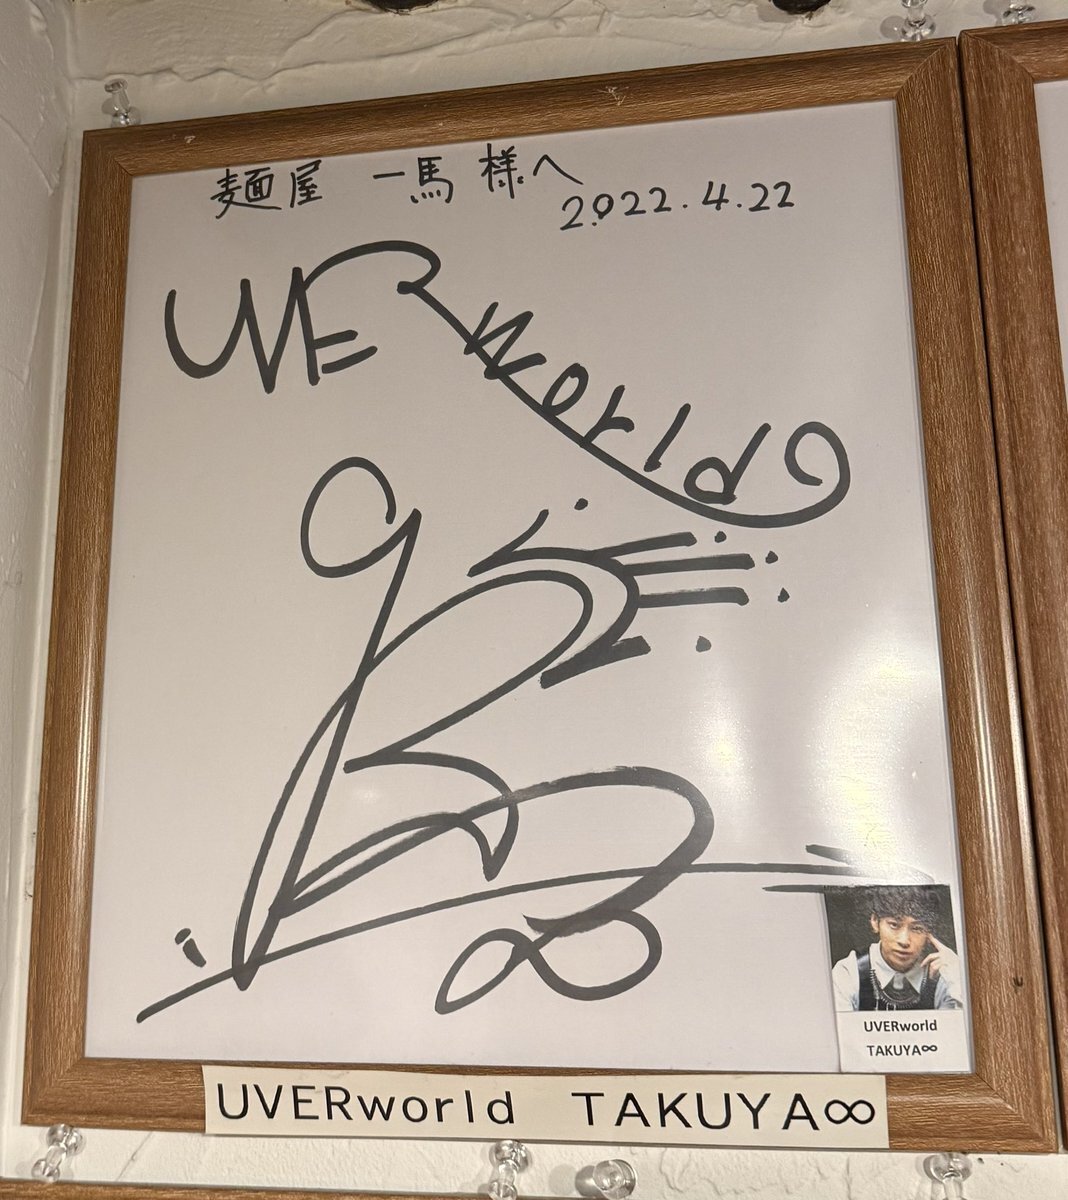 麺屋 一馬 様へ
2022.4.22
UVERworld
∞
UVERworld
TAKUYA∞
UVERworld TAKUYA∞